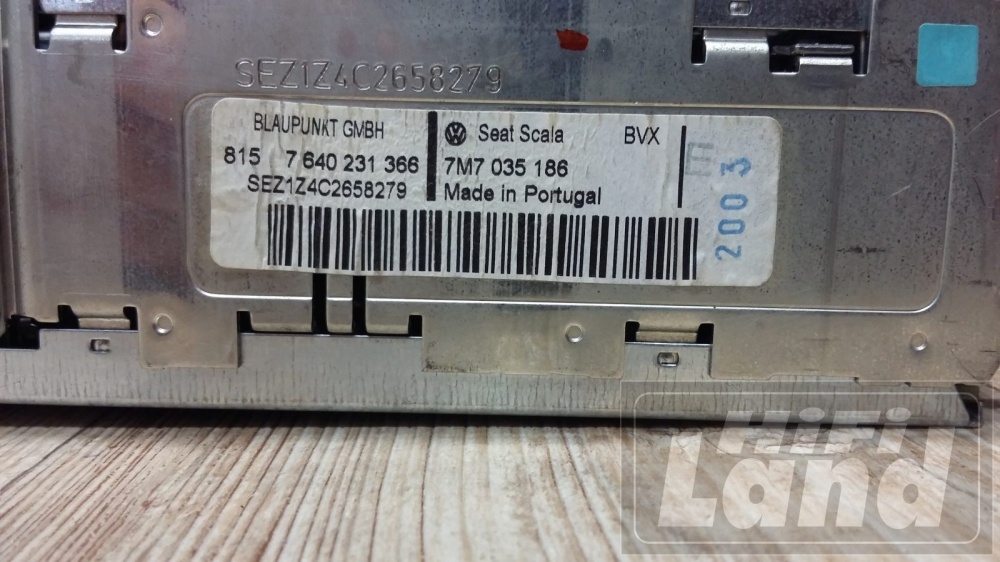 SEZ1Z4C2658279
BLAUPUNKT GMBH
815 7 640 231 366
SEZ1Z4C2658279
Seat Scala BVX
7M7 035 186
Made in Portugal
E
2003
HiFi
Land